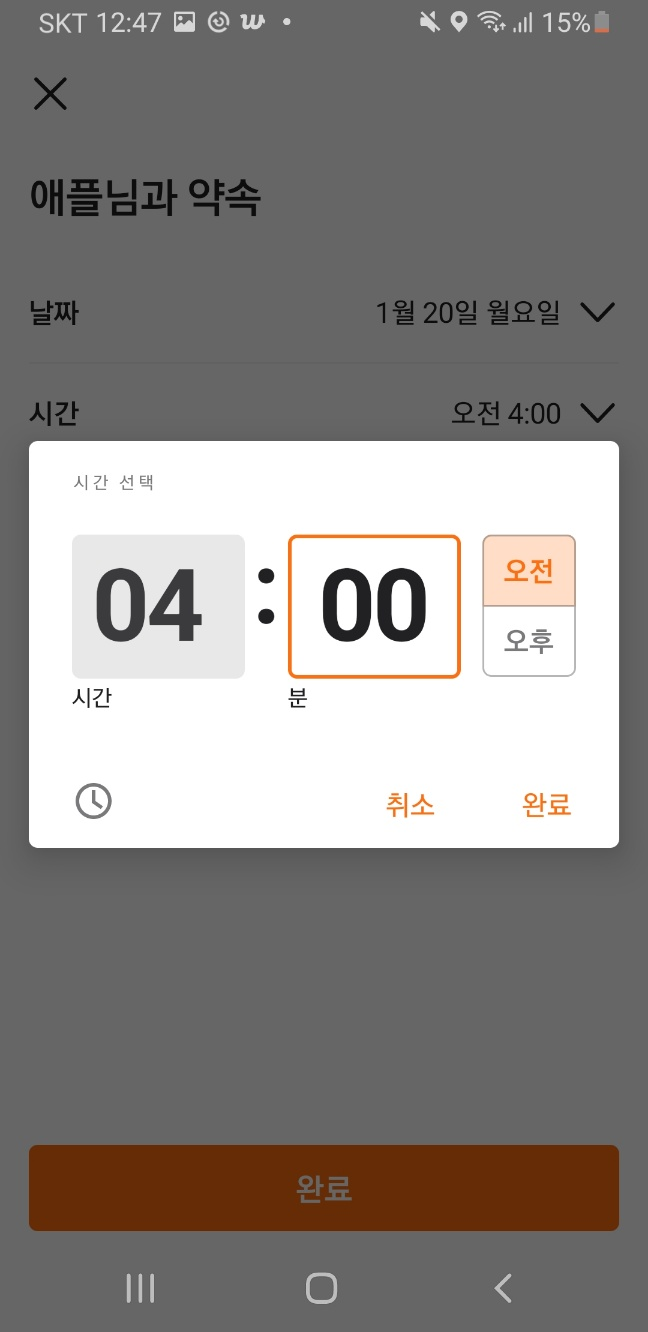 SKT 12:47 15%
애플님과 약속
날짜 1월 20일 월요일
시간 오전 4:00
시간 선택
04 : 00 오전
오후
시간 분
취소 완료
완료